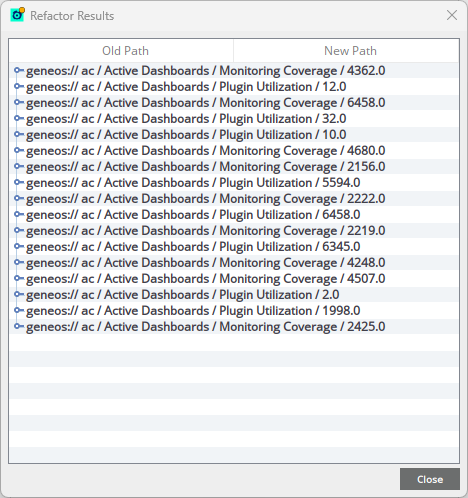 Refactor Results
Old Path New Path
geneos:// ac / Active Dashboards / Monitoring Coverage / 4362.0
geneos:// ac / Active Dashboards / Plugin Utilization / 12.0
geneos:// ac / Active Dashboards / Monitoring Coverage / 6458.0
geneos:// ac / Active Dashboards / Plugin Utilization / 32.0
geneos:// ac / Active Dashboards / Plugin Utilization / 10.0
geneos:// ac / Active Dashboards / Monitoring Coverage / 4680.0
geneos:// ac / Active Dashboards / Monitoring Coverage / 2156.0
geneos:// ac / Active Dashboards / Plugin Utilization / 5594.0
geneos:// ac / Active Dashboards / Monitoring Coverage / 2222.0
geneos:// ac / Active Dashboards / Plugin Utilization / 6458.0
geneos:// ac / Active Dashboards / Monitoring Coverage / 2219.0
geneos:// ac / Active Dashboards / Plugin Utilization / 6345.0
geneos:// ac / Active Dashboards / Monitoring Coverage / 4248.0
geneos:// ac / Active Dashboards / Monitoring Coverage / 4507.0
geneos:// ac / Active Dashboards / Plugin Utilization / 2.0
geneos:// ac / Active Dashboards / Plugin Utilization / 1998.0
geneos:// ac / Active Dashboards / Monitoring Coverage / 2425.0
Close